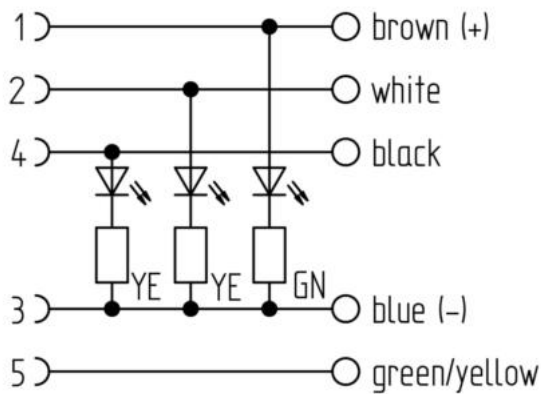 1 brown (+)
2 white
4 black
YE YE GN
3 blue (-)
5 green/yellow